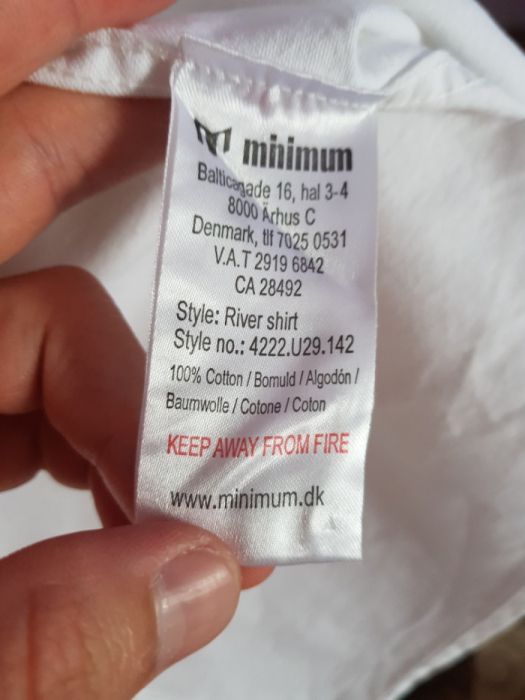 minimum
Balticagade 16, hal 3-4
8000 Århus C
Denmark, tlf 7025 0531
V.A.T 2919 6842
CA 28492
Style: River shirt
Style no.: 4222.U29.142
100% Cotton / Bomuld / Algodón /
Baumwolle / Cotone / Coton
KEEP AWAY FROM FIRE
www.minimum.dk